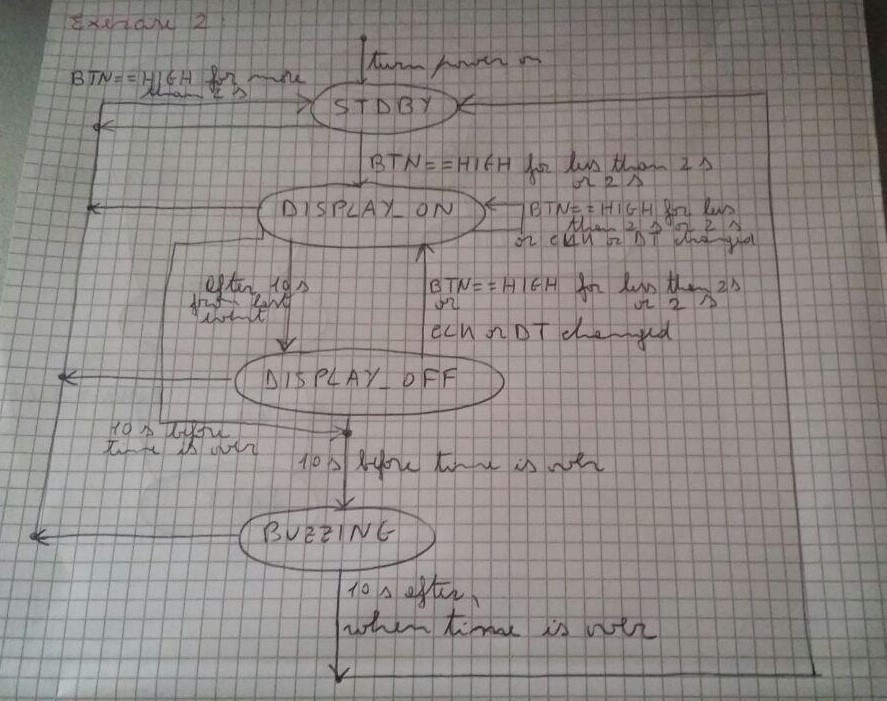 Exercise 2
turn power on
BTN==HIGH for more
than 2 s
STDBY
BTN==HIGH for less than 2 s
or 2 s
DISPLAY_ON
BTN==HIGH for less
than 2 s or 2 s
or CLK or DT changed
after 10 s
from last
event
BTN==HIGH for less than 2 s
or
or 2 s
CLK or DT changed
DISPLAY_OFF
10 s before
time is over
10 s before time is over
BUZZING
10 s after,
when time is over